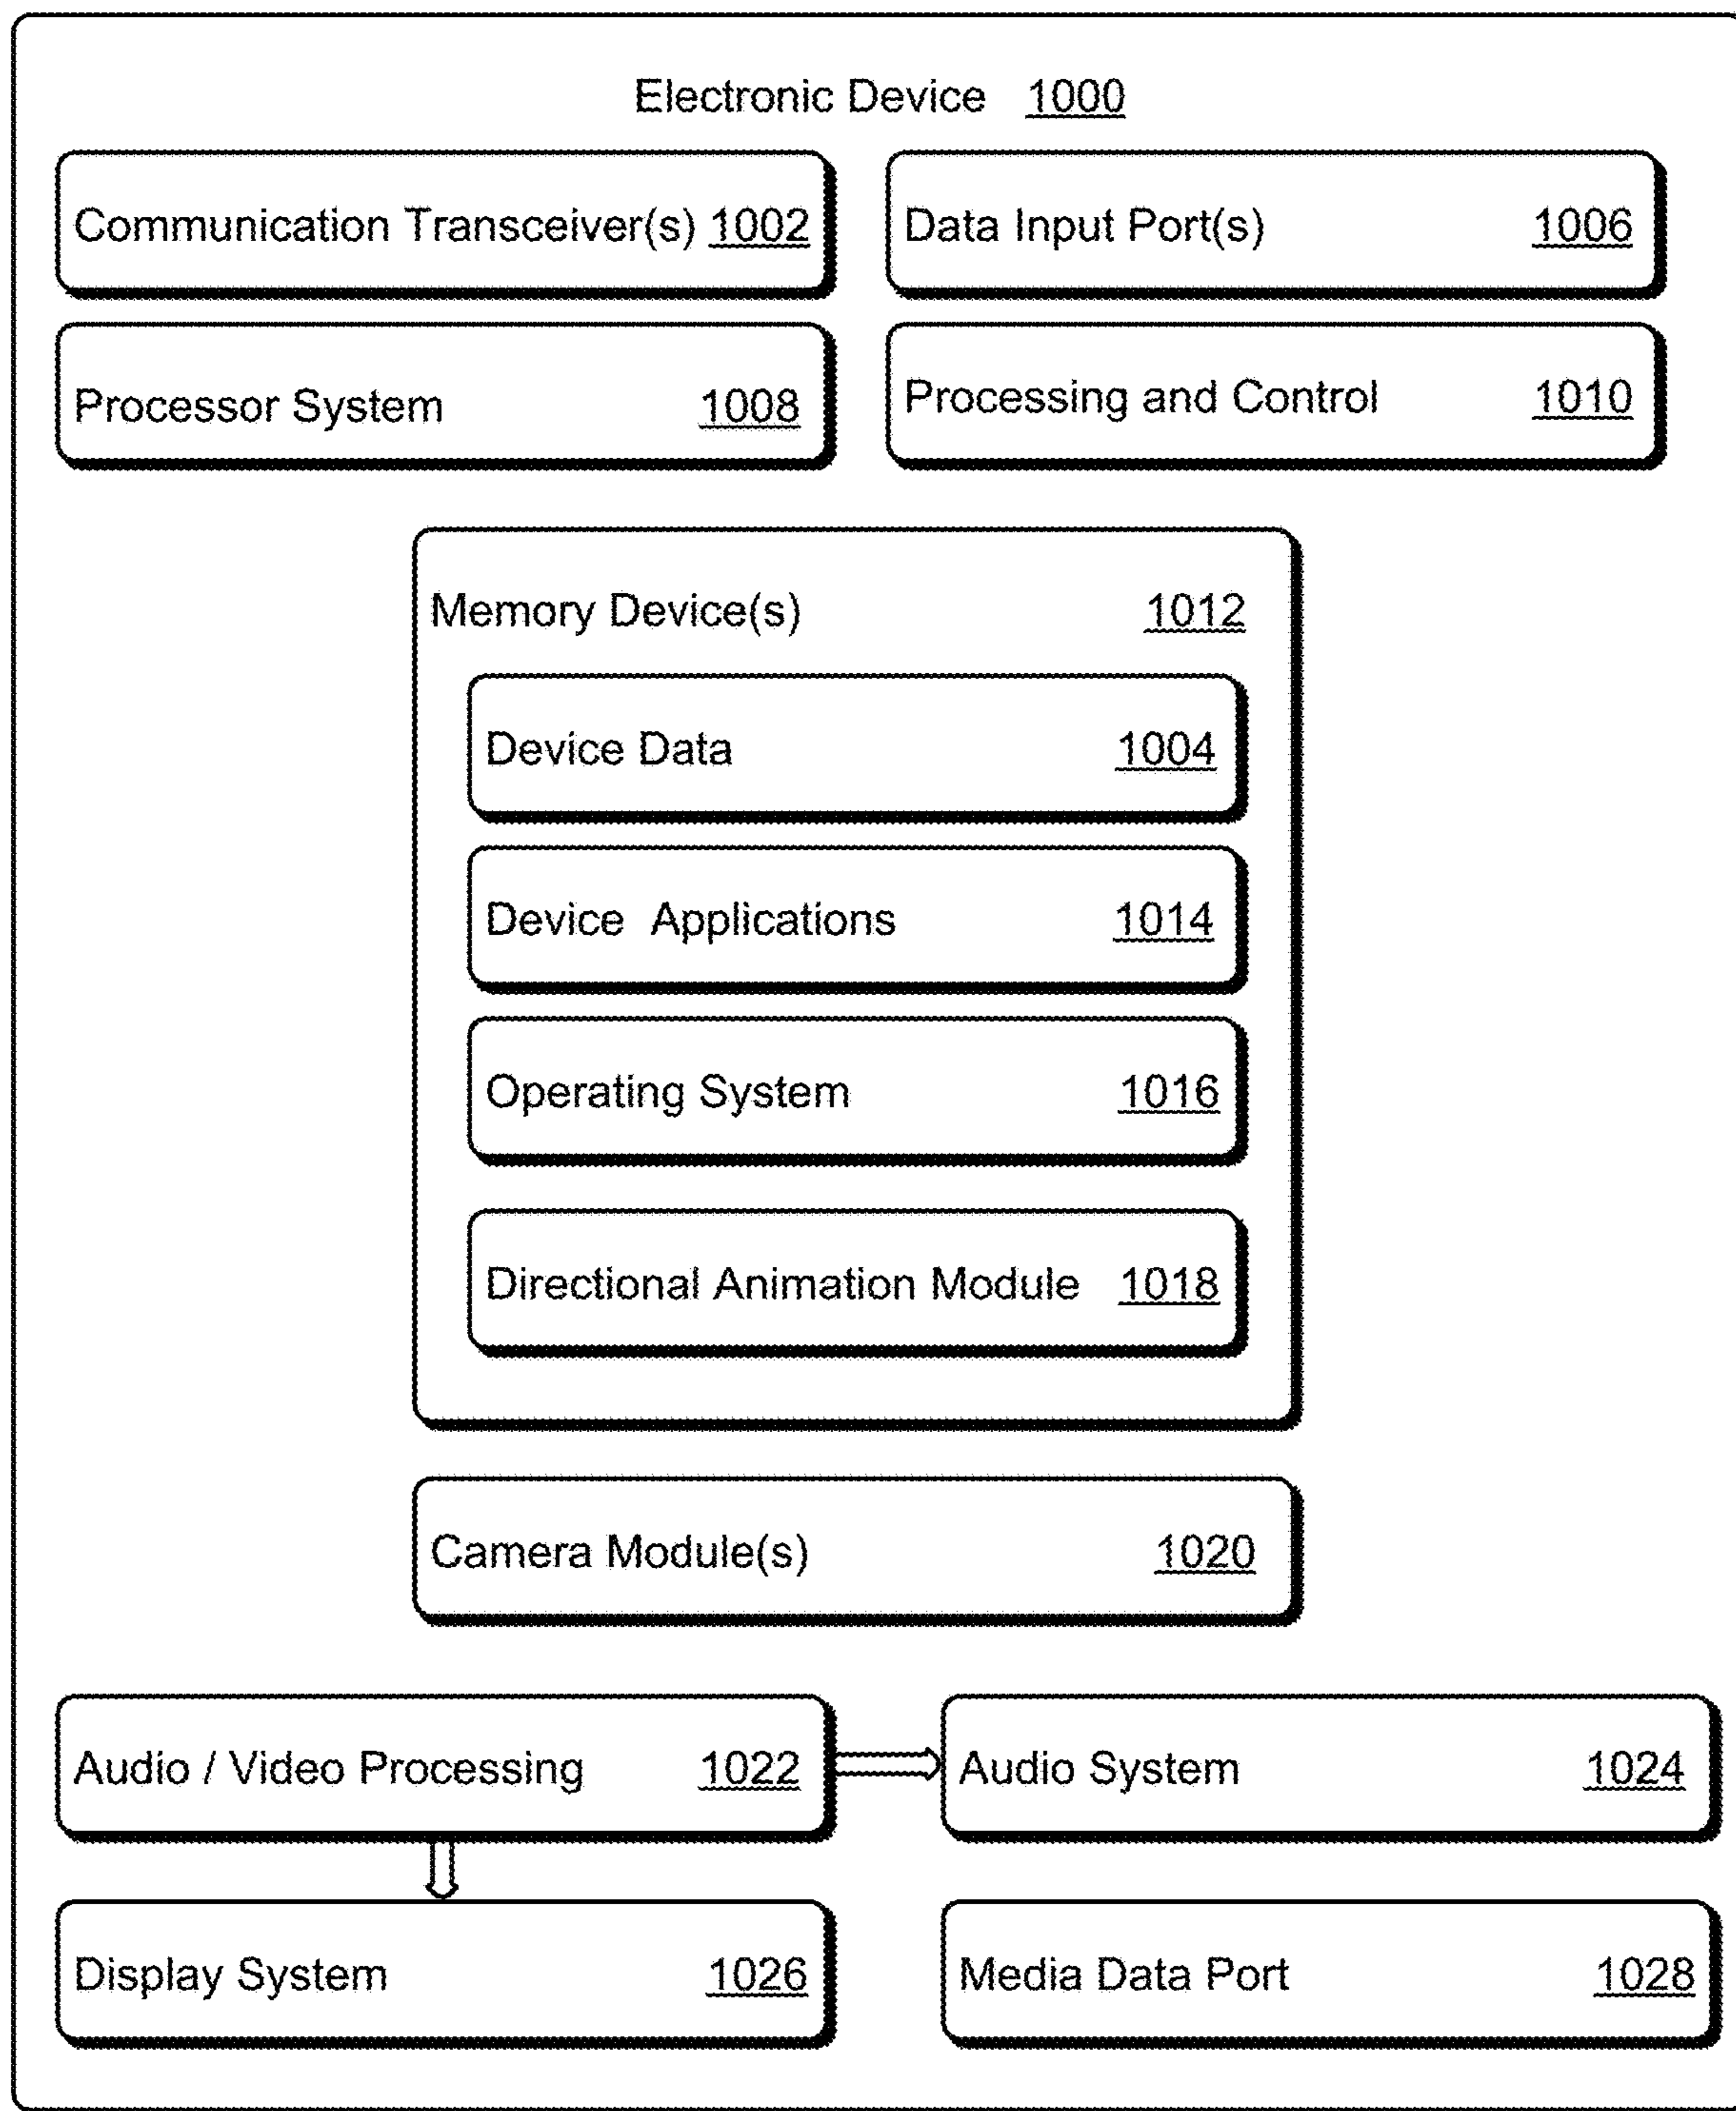 Electronic Device 1000
Communication Transceiver(s) 1002
Data Input Port(s) 1006
Processor System 1008
Processing and Control 1010
Memory Device(s) 1012
Device Data 1004
Device Applications 1014
Operating System 1016
Directional Animation Module 1018
Camera Module(s) 1020
Audio / Video Processing 1022
Audio System 1024
Display System 1026
Media Data Port 1028